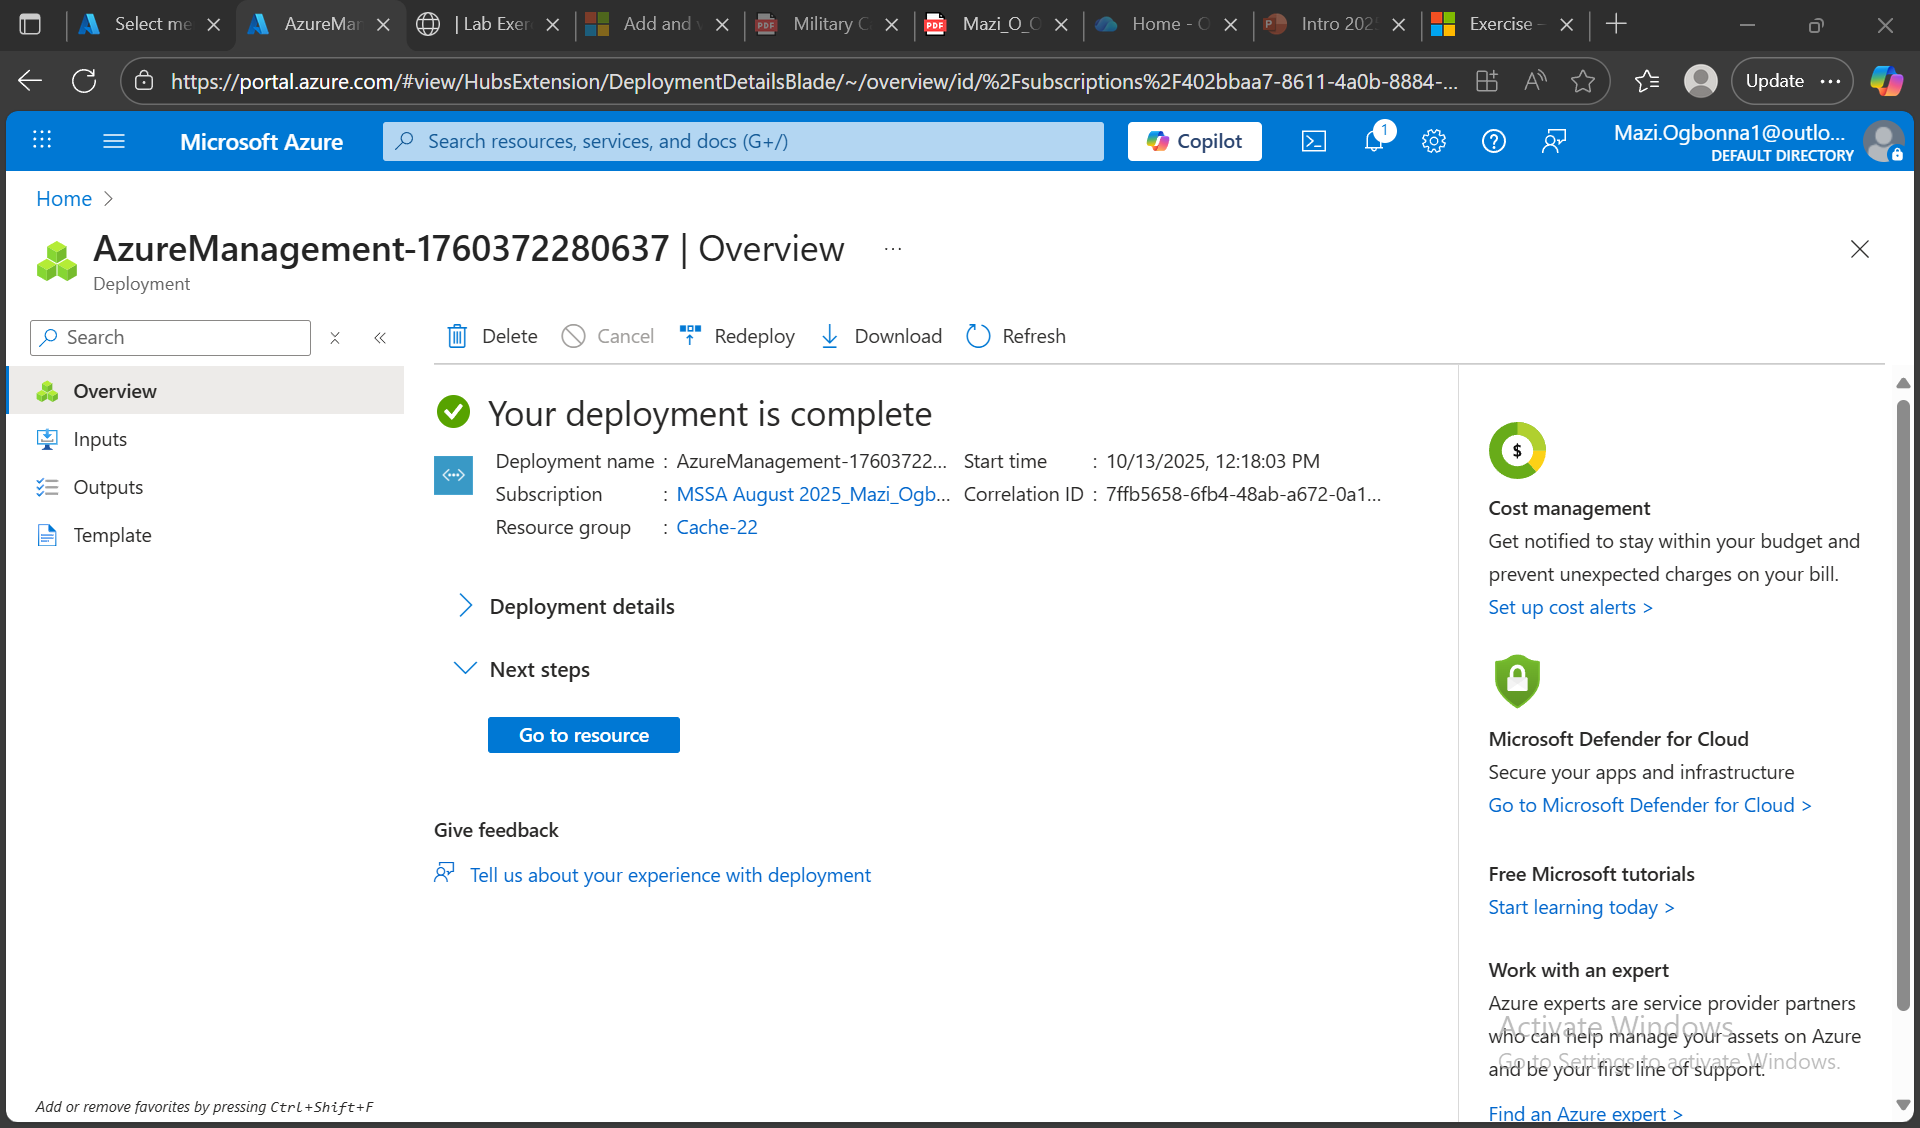 Select me
AzureMar
| Lab Exer
Add and v
Military C
Mazi_O_O
Home - O
Intro 202
Exercise -
https://portal.azure.com/#view/HubsExtension/DeploymentDetailsBlade/~/overview/id/%2Fsubscriptions%2F402bbaa7-8611-4a0b-8884-...
Update
Microsoft Azure
Search resources, services, and docs (G+/)
Copilot
1
Mazi.Ogbonna1@outlo...
DEFAULT DIRECTORY
Home
AzureManagement-1760372280637 | Overview
Deployment
Search
Delete
Cancel
Redeploy
Download
Refresh
Overview
Inputs
Outputs
Template
Your deployment is complete
Deployment name : AzureManagement-17603722...
Start time : 10/13/2025, 12:18:03 PM
Subscription : MSSA August 2025_Mazi_Ogb...
Correlation ID : 7ffb5658-6fb4-48ab-a672-0a1...
Resource group : Cache-22
Deployment details
Next steps
Go to resource
Give feedback
Tell us about your experience with deployment
Cost management
Get notified to stay within your budget and
prevent unexpected charges on your bill.
Set up cost alerts >
Microsoft Defender for Cloud
Secure your apps and infrastructure
Go to Microsoft Defender for Cloud >
Free Microsoft tutorials
Start learning today >
Work with an expert
Azure experts are service provider partners
who can help manage your assets on Azure
and be your first line of support.
Find an Azure expert >
Activate Windows
Go to Settings to activate Windows.
Add or remove favorites by pressing Ctrl+Shift+F